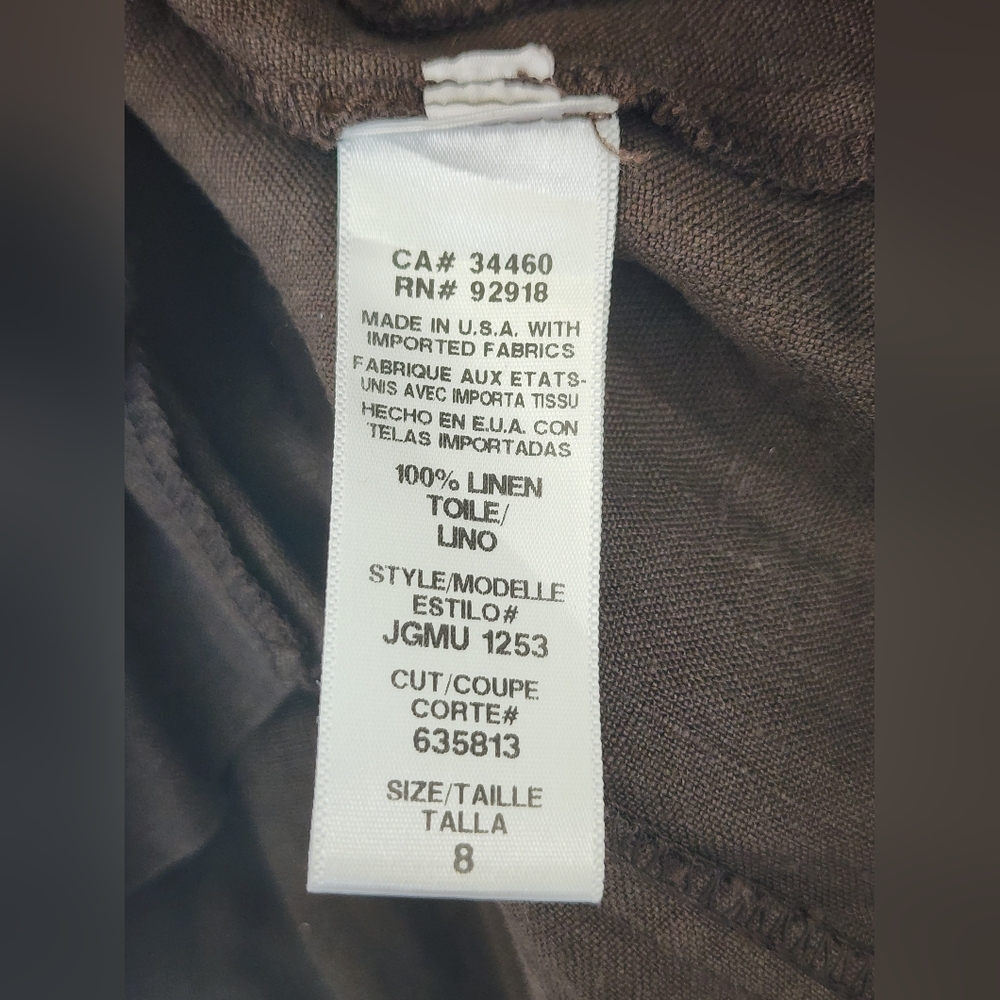 CA# 34460
RN# 92918
MADE IN U.S.A. WITH
IMPORTED FABRICS
FABRIQUE AUX ETATS-
UNIS AVEC IMPORTA TISSU
HECHO EN E.U.A. CON
TELAS IMPORTADAS
100% LINEN
TOILE/
LINO
STYLE/MODELLE
ESTILO#
JGMU 1253
CUT/COUPE
CORTE#
635813
SIZE/TAILLE
TALLA
8